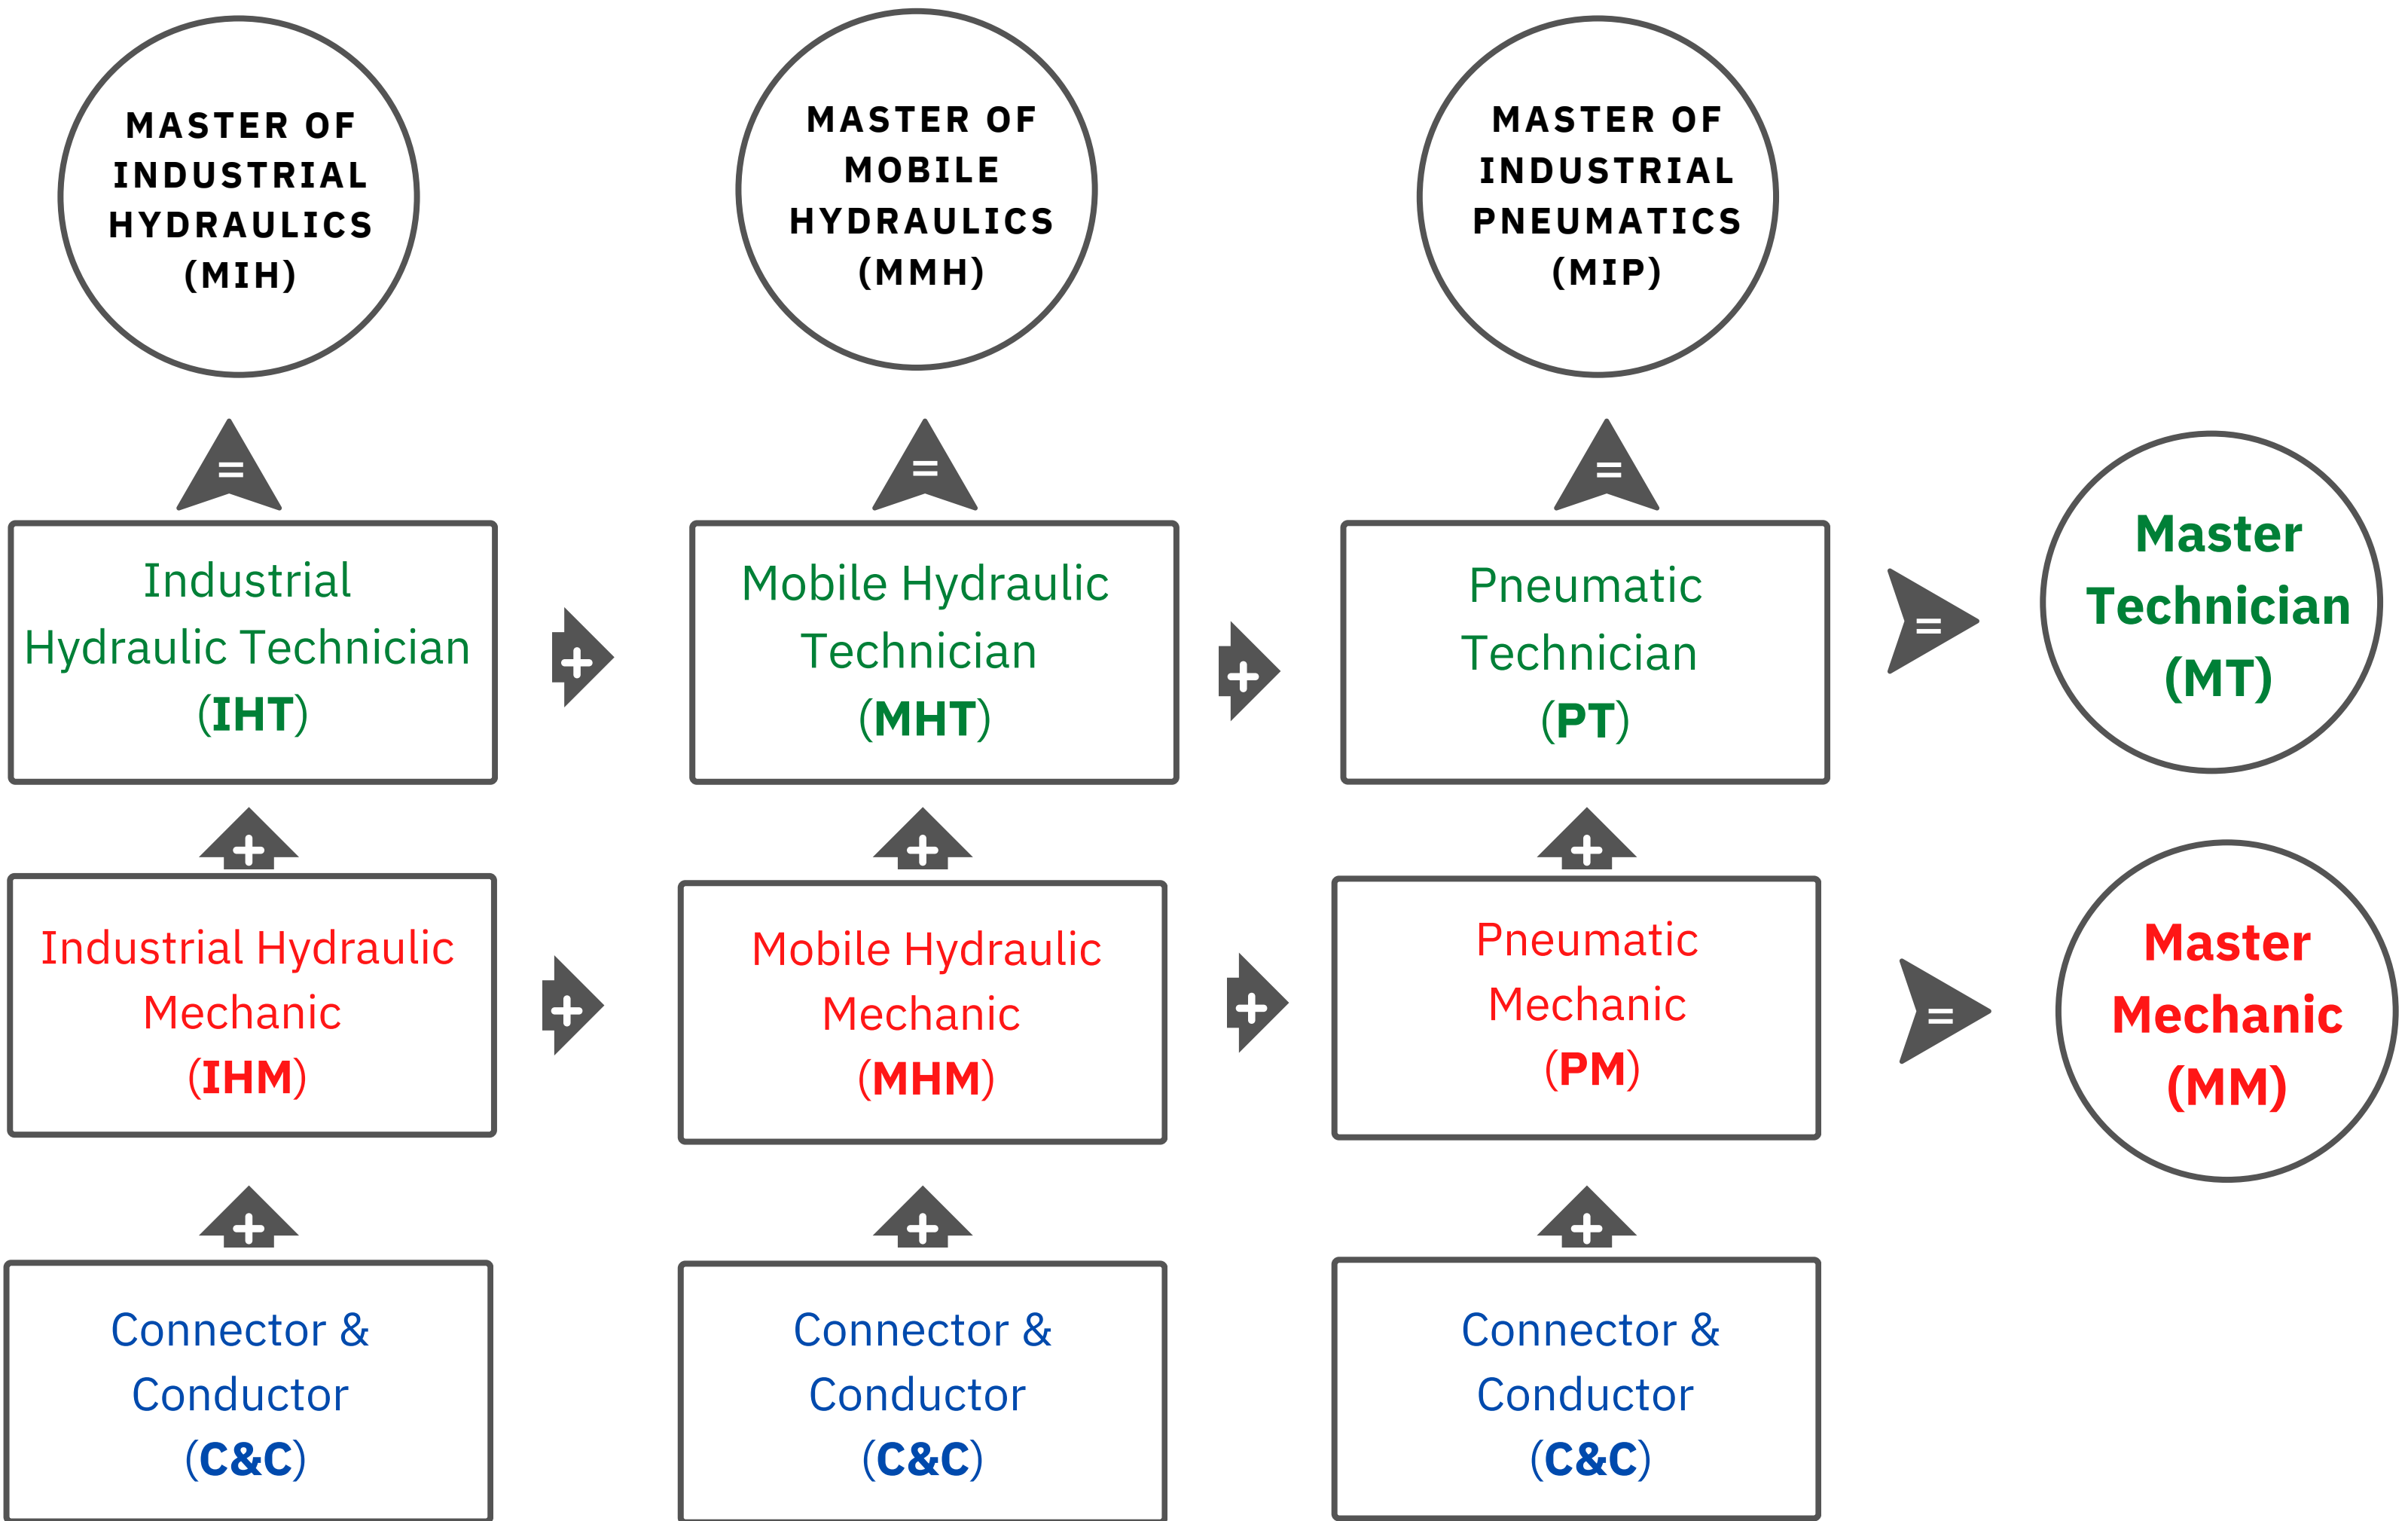 MASTER OF
INDUSTRIAL
HYDRAULICS
(MIH)
MASTER OF
MOBILE
HYDRAULICS
(MMH)
MASTER OF
INDUSTRIAL
PNEUMATICS
(MIP)
=
=
=
Industrial
Hydraulic Technician
(IHT)
+
Mobile Hydraulic
Technician
(MHT)
+
Pneumatic
Technician
(PT)
=
Master
Technician
(MT)
+
+
+
Industrial Hydraulic
Mechanic
(IHM)
+
Mobile Hydraulic
Mechanic
(MHM)
+
Pneumatic
Mechanic
(PM)
=
Master
Mechanic
(MM)
+
+
+
Connector &
Conductor
(C&C)
Connector &
Conductor
(C&C)
Connector &
Conductor
(C&C)